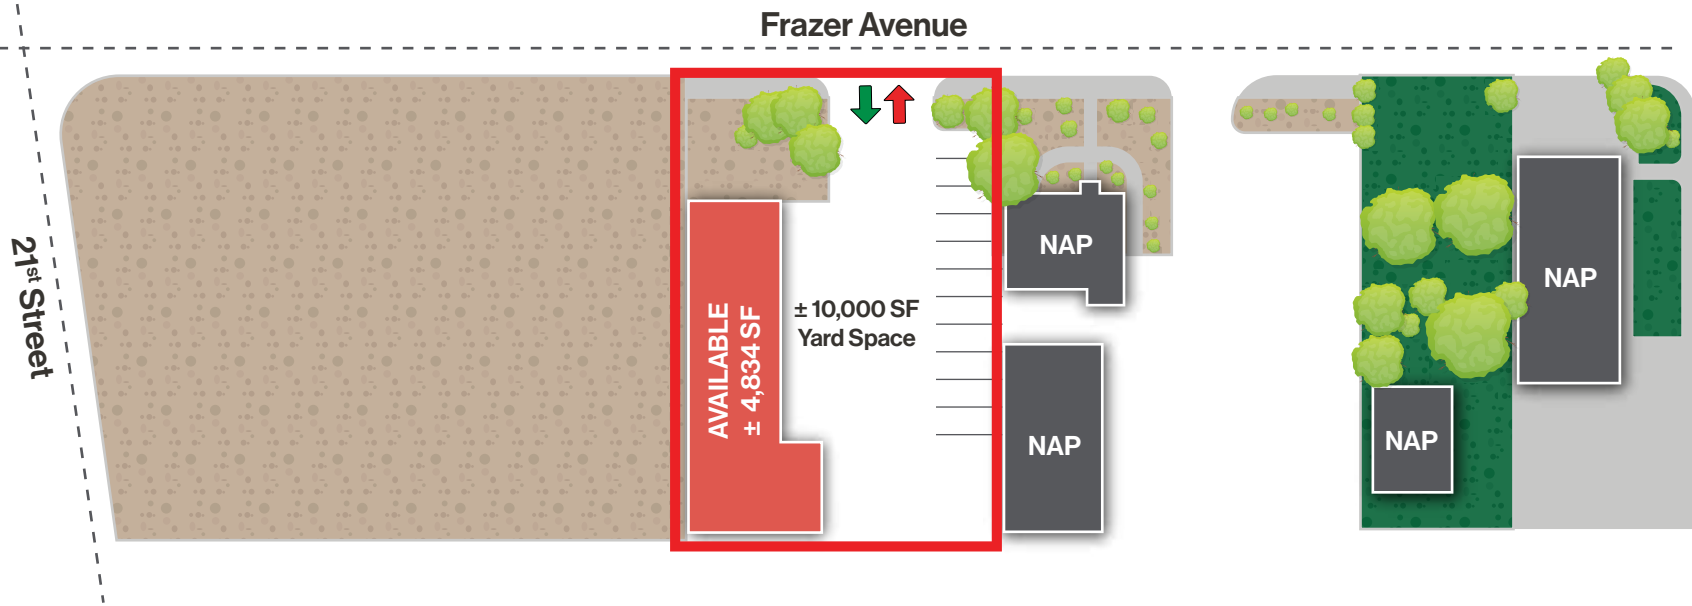 Frazer Avenue
21st Street
AVAILABLE
± 4,834 SF
± 10,000 SF
Yard Space
NAP
NAP
NAP
NAP